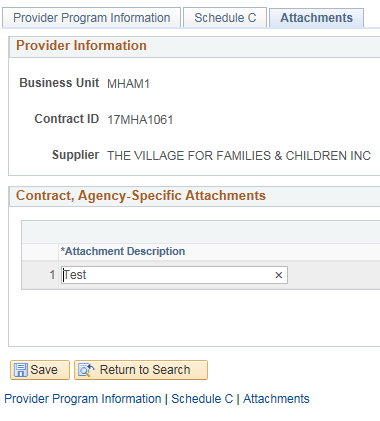 Provider Program Information Schedule C Attachments
Provider Information
Business Unit MHAM1
Contract ID 17MHA1061
Supplier THE VILLAGE FOR FAMILIES & CHILDREN INC
Contract, Agency-Specific Attachments
*Attachment Description
1 Test ×
Save Return to Search
Provider Program Information | Schedule C | Attachments